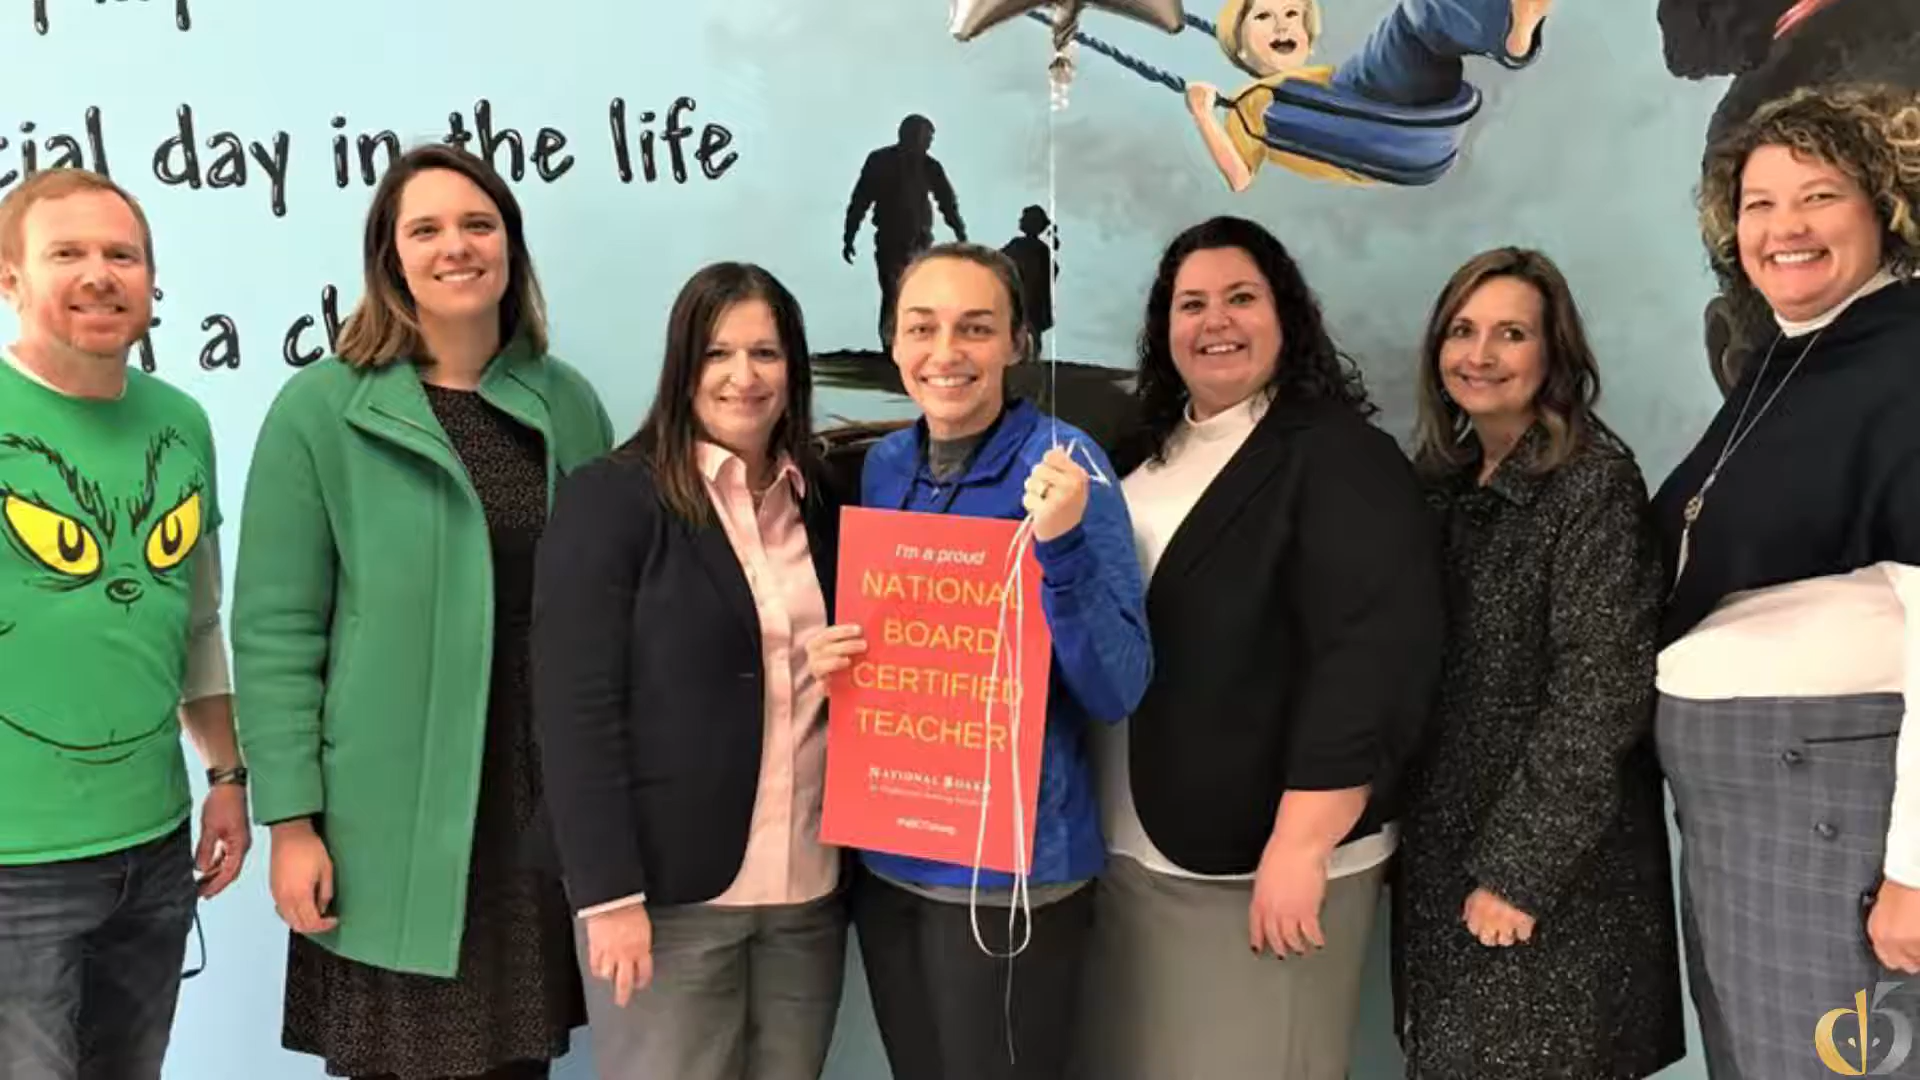 cial day in the life
f a ch
I'm a proud
NATIONAL
BOARD
CERTIFIED
TEACHER
NATIONAL BOARD